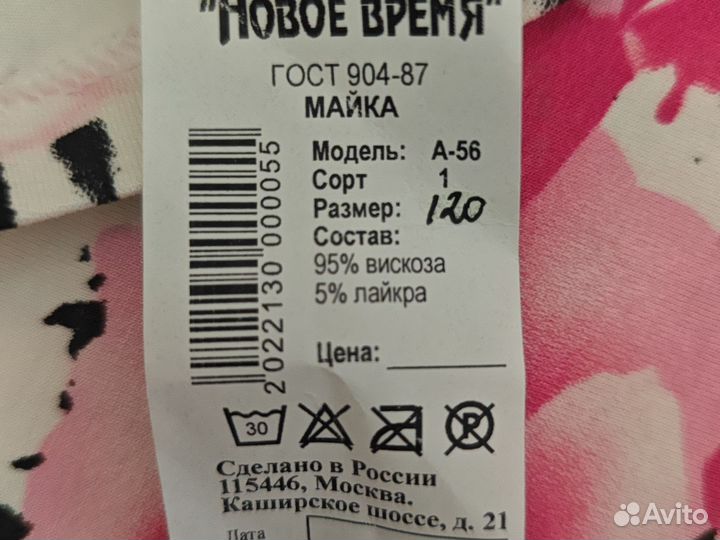 "НОВОЕ ВРЕМЯ"
ГОСТ 904-87
МАЙКА
Модель: А-56
Сорт 1
Размер: 120
Состав:
95% вискоза
5% лайкра
Цена:
2022130 000055
30
P
Сделано в России
115446, Москва.
Каширское шоссе, д. 21
Дата
Avito